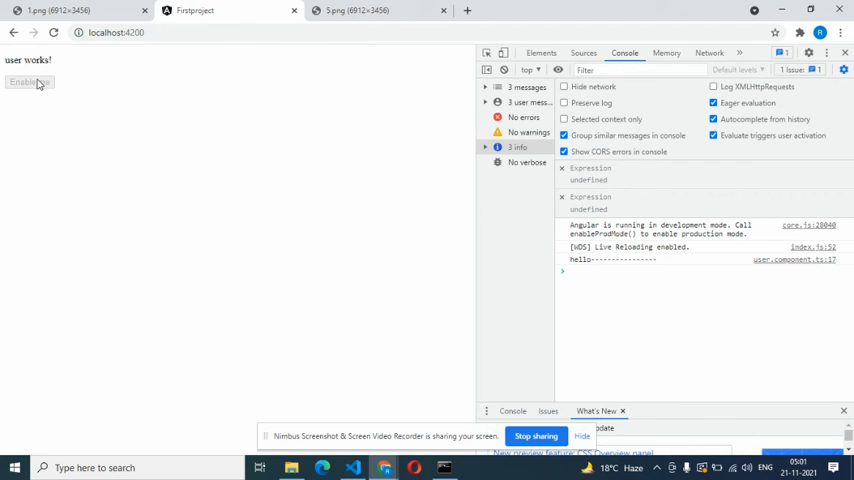 1.png (6912×3456)
Firstproject
5.png (6912×3456)
localhost:4200
R
user works!
Elements
Sources
Console
Memory
Network
1
top
Filter
Default levels
1 Issue:
1
3 messages
3 user mess...
No errors
No warnings
3 info
No verbose
Hide network
Log XMLHttpRequests
Preserve log
Eager evaluation
Selected context only
Autocomplete from history
Group similar messages in console
Evaluate triggers user activation
Show CORS errors in console
Expression
undefined
Expression
undefined
Angular is running in development mode. Call core.js:28040
enableProdMode() to enable production mode.
[WDS] Live Reloading enabled. index.js:52
hello---------------- user.component.ts:17
Console
Issues
What's New
New preview feature: CSS Overview panel
Nimbus Screenshot & Screen Video Recorder is sharing your screen.
Stop sharing
Hide
Type here to search
18°C Haze
ENG
05:01
21-11-2021